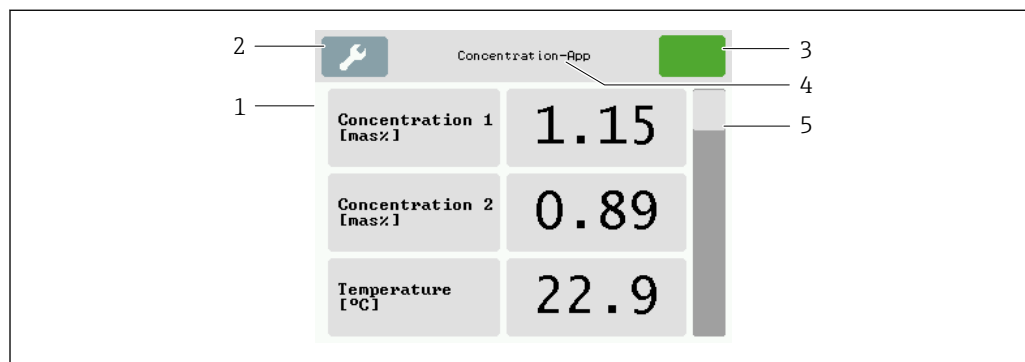 2
Concentration-App
3
4
1
Concentration 1
[mas%]
1.15
5
Concentration 2
[mas%]
0.89
Temperature
[ºC]
22.9